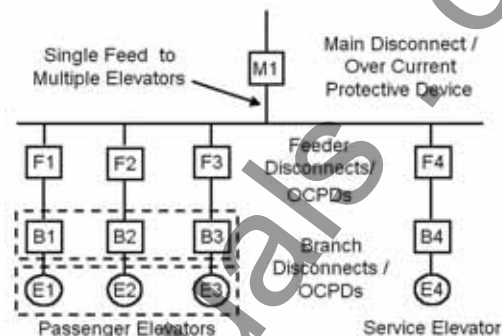 Single Feed to
Multiple Elevators
M1
Main Disconnect /
Over Current
Protective Device
F1
F2
F3
Feeder
Disconnects/
OCPDs
F4
B1
B2
B3
Branch
Disconnects /
OCPDs
B4
E1
E2
E3
E4
Passenger Elevators
Service Elevator